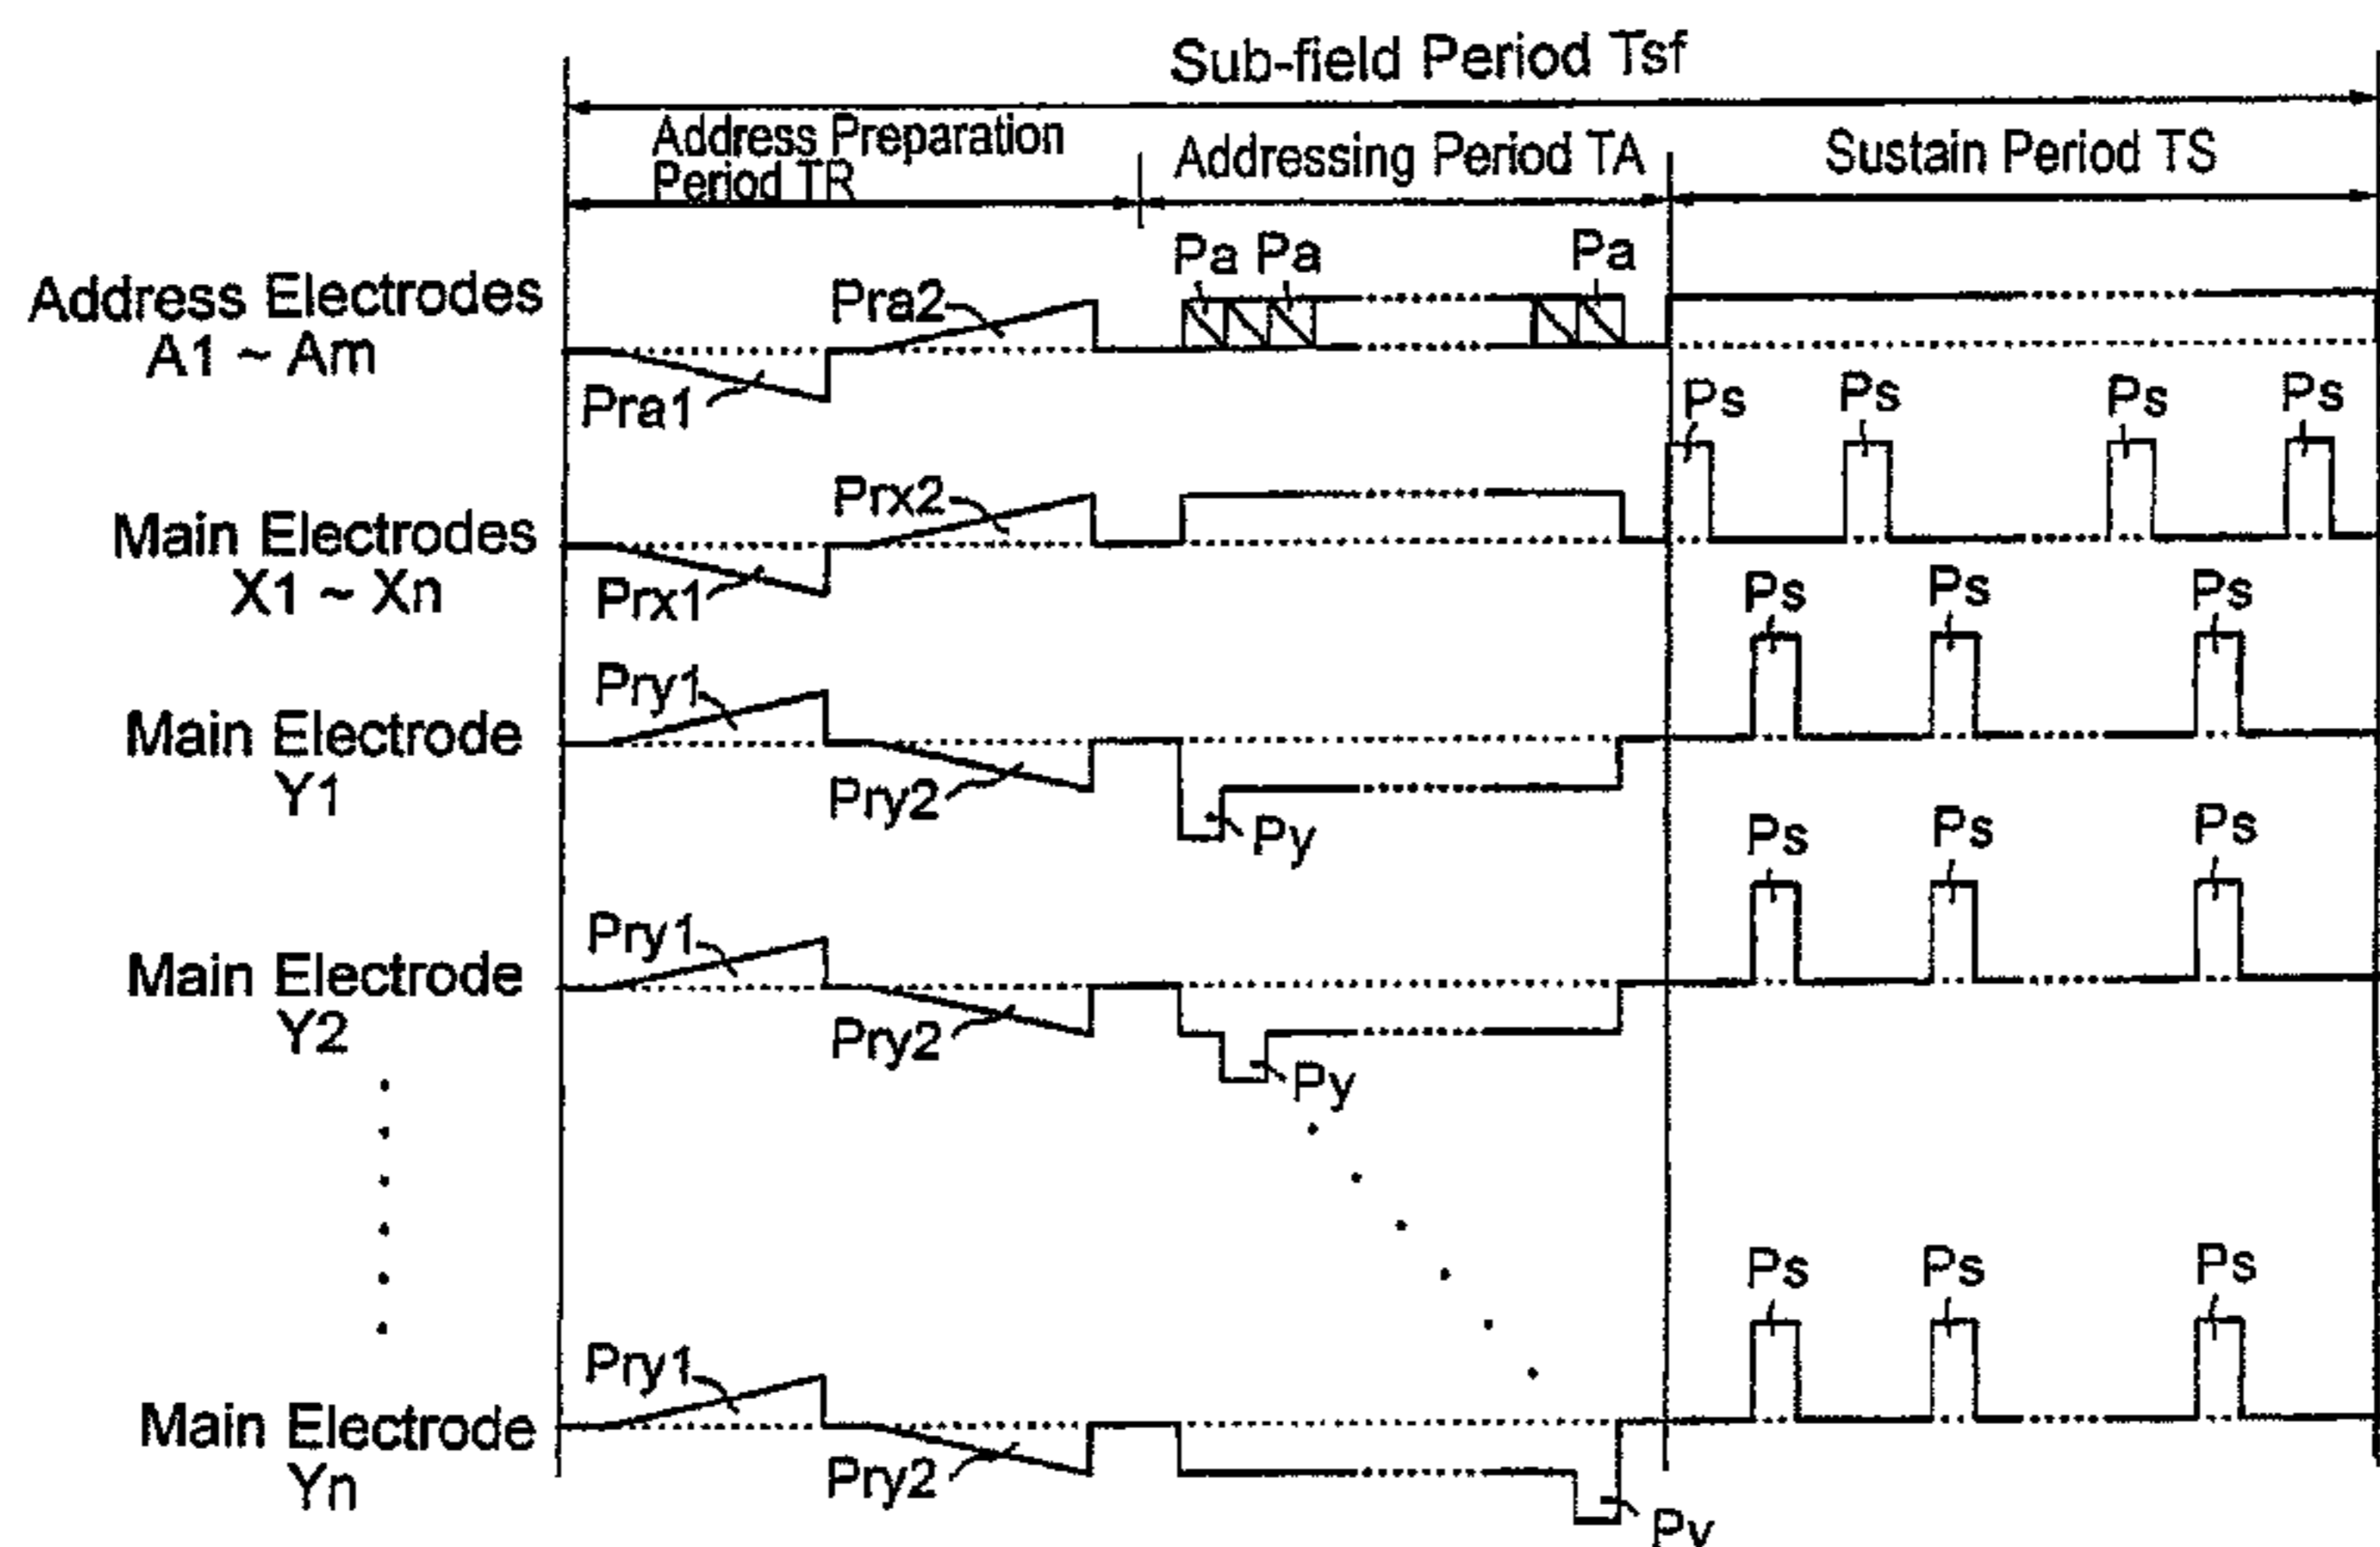 Sub-field Period Tsf
Address Preparation
Period TR
Addressing Period TA
Sustain Period TS
Address Electrodes
A1 ~ Am
Pra1
Pra2
Pa
Pa
Pa
Main Electrodes
X1 ~ Xn
Prx1
Prx2
Ps
Ps
Ps
Ps
Main Electrode
Y1
Pry1
Pry2
Py
Ps
Ps
Ps
Main Electrode
Y2
Pry1
Pry2
Py
Ps
Ps
Ps
Main Electrode
Yn
Pry1
Pry2
Py
Ps
Ps
Ps